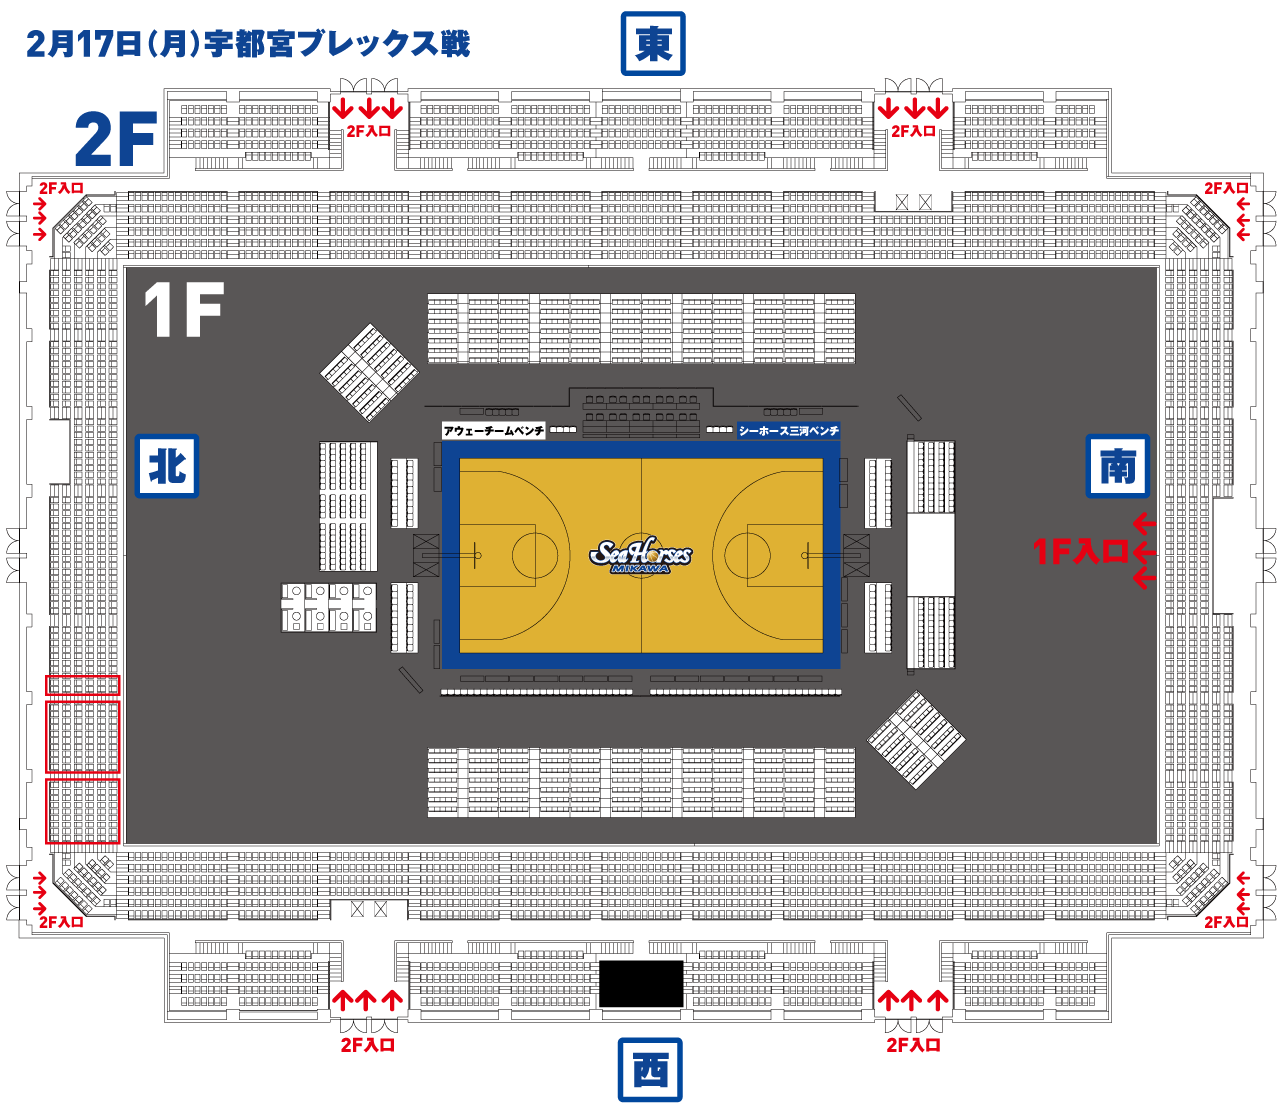 東
2月17日(月)宇都宮ブレックス戦
2F
2F入口
2F入口
2F入口
2F入口
1F
アウェーチームベンチ
シーホース三河ベンチ
北
南
1F入口
Sea Horses
MIKAWA
2F入口
2F入口
2F入口
2F入口
西